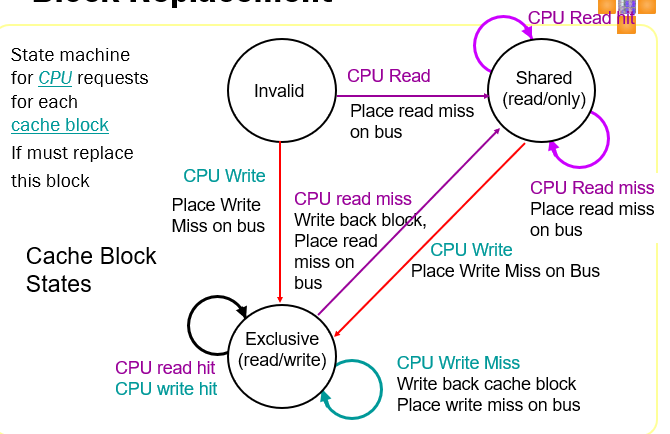 Block Replacement
CPU Read hit
State machine
for CPU requests
for each
cache block
If must replace
this block
Invalid
CPU Read
Place read miss
on bus
Shared
(read/only)
CPU Write
Place Write
Miss on bus
CPU read miss
Write back block,
Place read
miss on
bus
CPU Read miss
Place read miss
on bus
CPU Write
Place Write Miss on Bus
Cache Block
States
Exclusive
(read/write)
CPU read hit
CPU write hit
CPU Write Miss
Write back cache block
Place write miss on bus